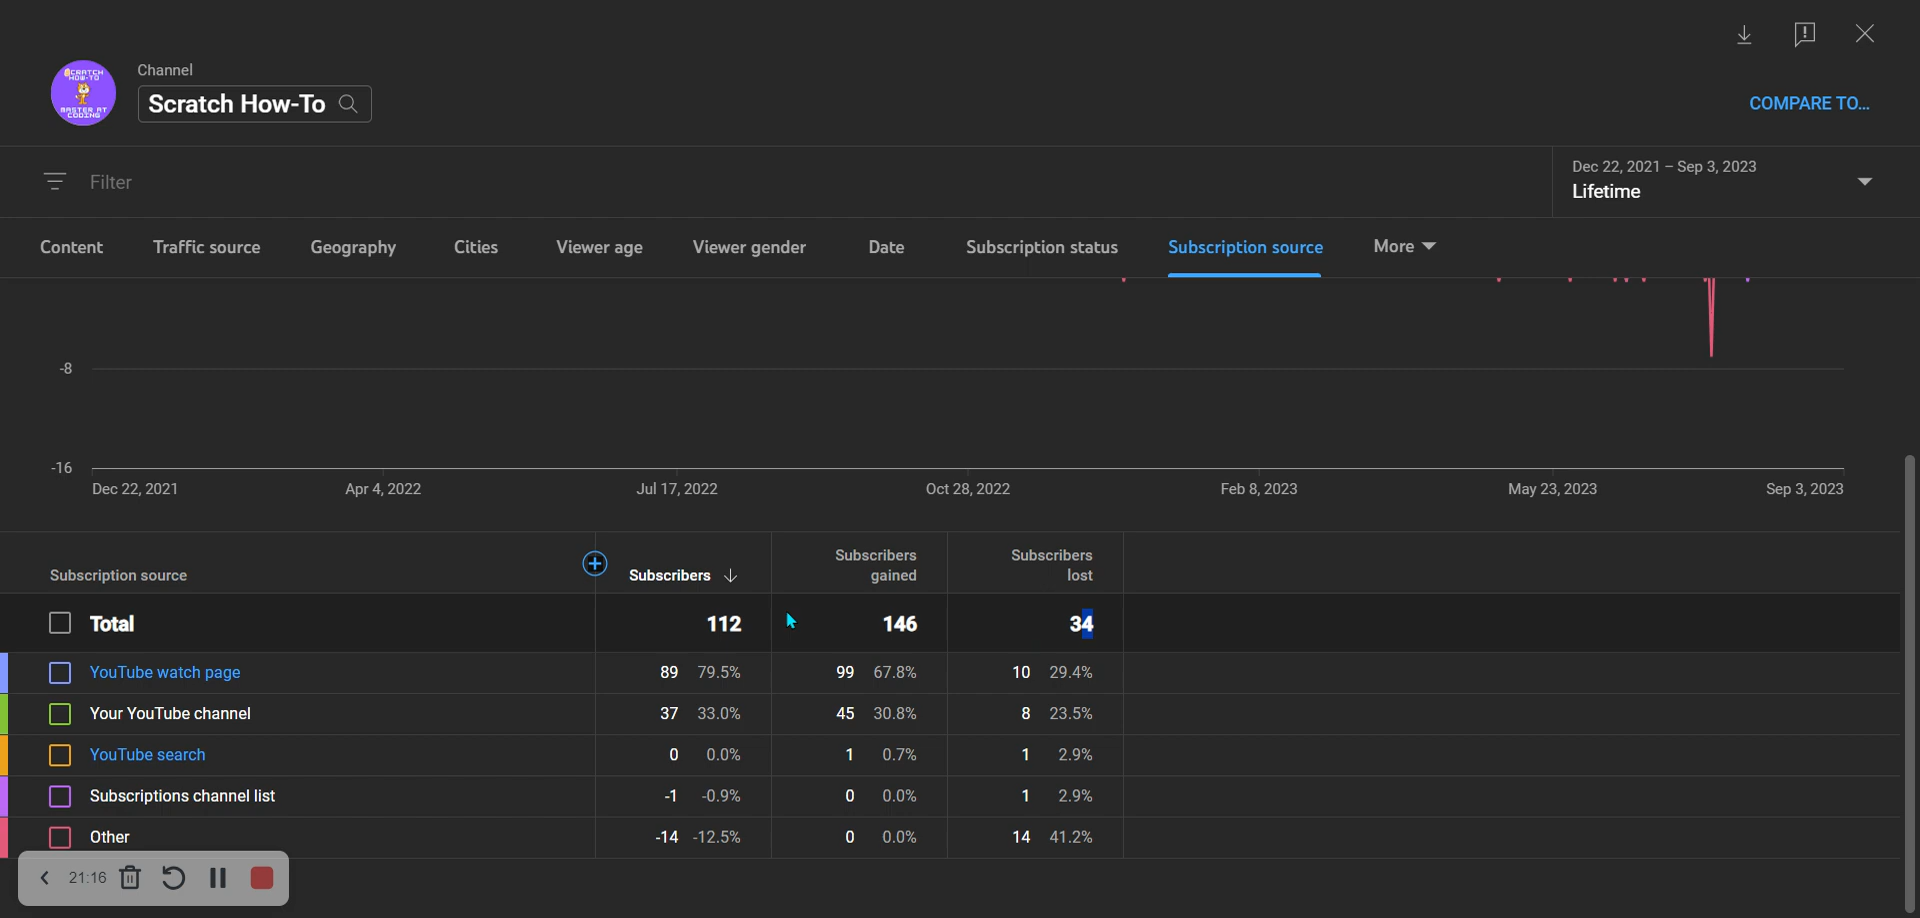 Channel
SCRATCH
HOW-TO
MASTER AT
CODING
Scratch How-To
COMPARE TO...
Filter
Dec 22, 2021 – Sep 3, 2023
Lifetime
Content Traffic source Geography Cities Viewer age Viewer gender Date Subscription status Subscription source More
-8
-16
Dec 22, 2021 Apr 4, 2022 Jul 17, 2022 Oct 28, 2022 Feb 8, 2023 May 23, 2023 Sep 3, 2023
Subscription source Subscribers Subscribers gained Subscribers lost
Total 112 146 34
YouTube watch page 89 79.5% 99 67.8% 10 29.4%
Your YouTube channel 37 33.0% 45 30.8% 8 23.5%
YouTube search 0 0.0% 1 0.7% 1 2.9%
Subscriptions channel list -1 -0.9% 0 0.0% 1 2.9%
Other -14 -12.5% 0 0.0% 14 41.2%
21:16